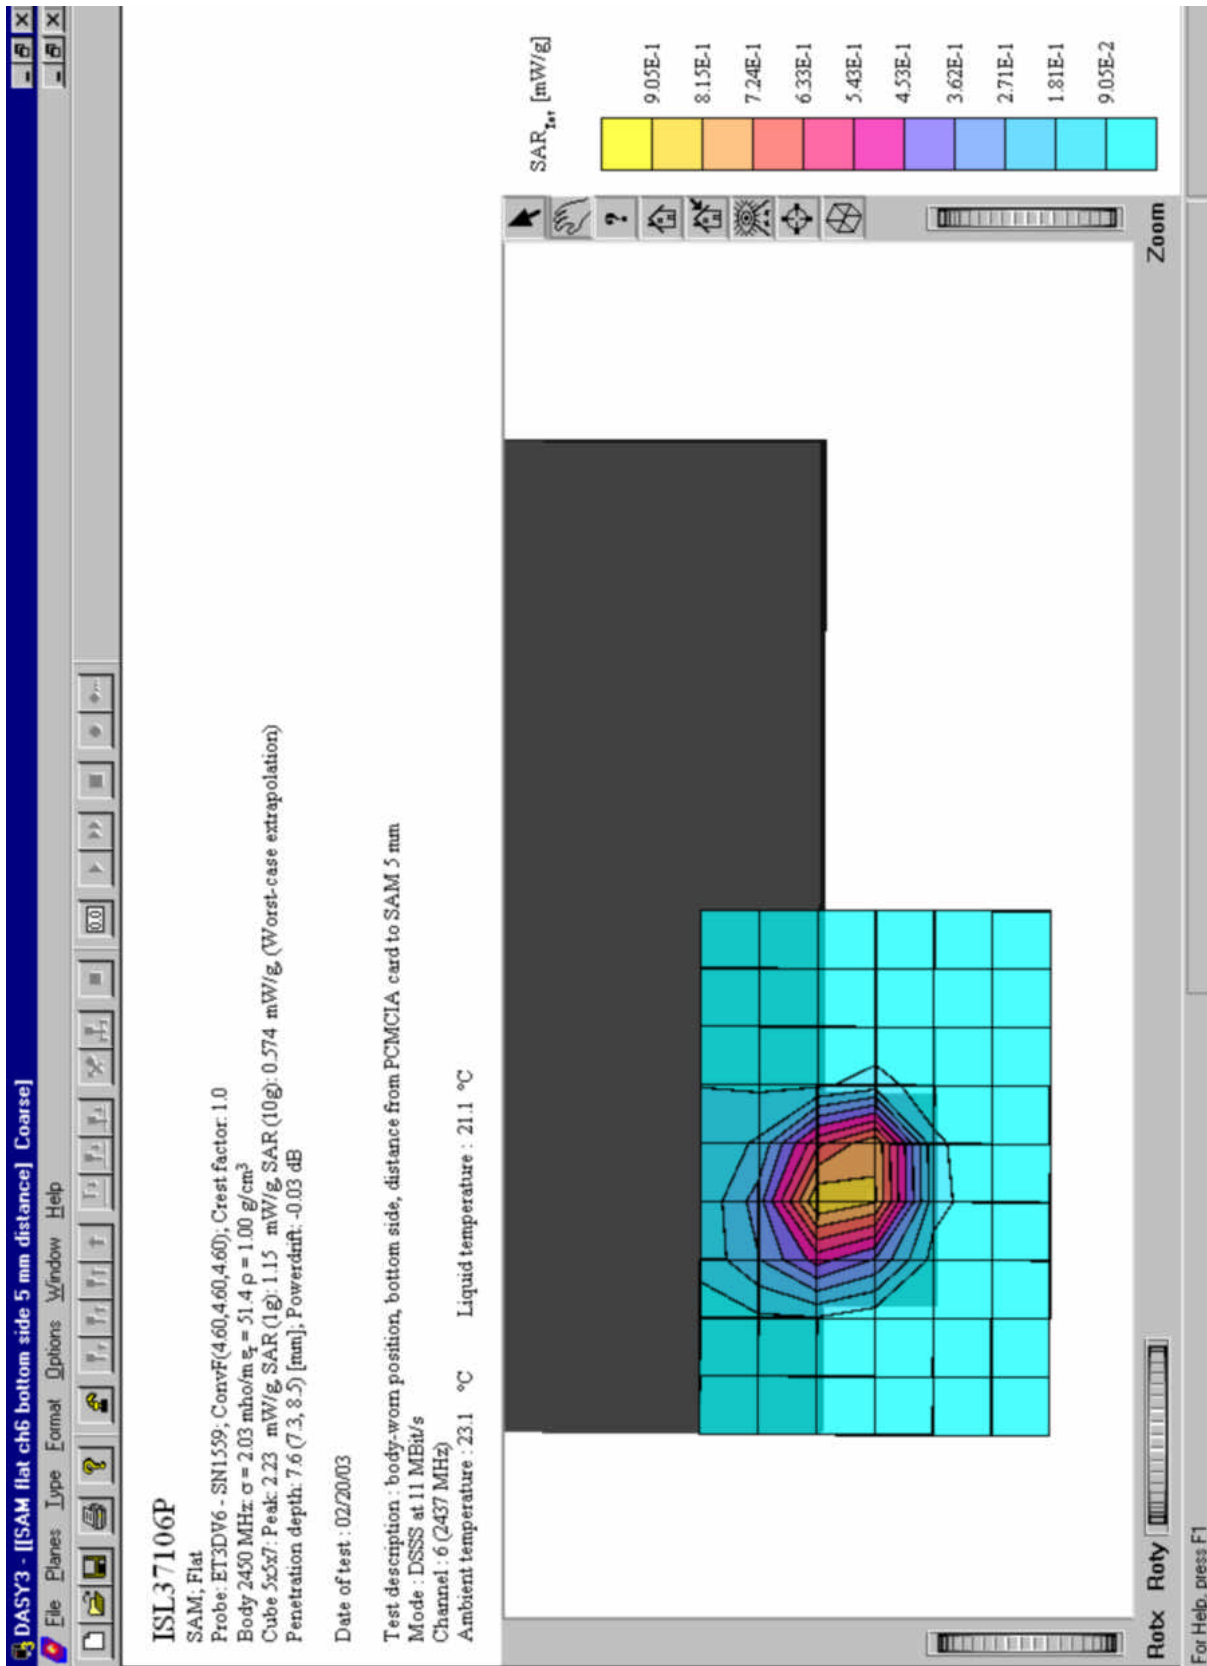 DASY3 - [[SAM flat ch6 bottom side 5 mm distance] Coarse]
File Planes Type Format Options Window Help
0.0
ISL37106P
SAM; Flat
Probe: ET3DV6 - SN1559; ConvF(4.60,4.60,4.60); Crest factor: 1.0
Body 2450 MHz: σ = 2.03 mho/m εr = 51.4 ρ = 1.00 g/cm³
Cube 5x5x7: Peak: 2.23 mW/g, SAR (1g): 1.15 mW/g, SAR (10g): 0.574 mW/g, (Worst-case extrapolation)
Penetration depth: 7.6 (7.3, 8.5) [mm]; Powerdrift: -0.03 dB
Date of test : 02/20/03
Test description : body-worn position, bottom side, distance from PCMCIA card to SAM 5 mm
Mode : DSSS at 11 MBit/s
Channel : 6 (2437 MHz)
Ambient temperature : 23.1 °C Liquid temperature : 21.1 °C
SAR Tot [mW/g]
9.05E-1
8.15E-1
7.24E-1
6.33E-1
5.43E-1
4.53E-1
3.62E-1
2.71E-1
1.81E-1
9.05E-2
Rotx Roty Zoom
For Help, press F1